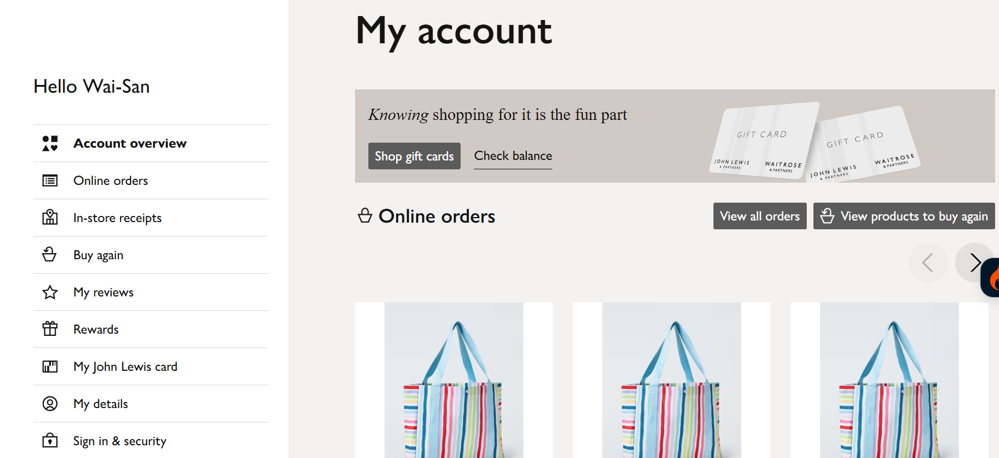 My account
Hello Wai-San
Account overview
Online orders
In-store receipts
Buy again
My reviews
Rewards
My John Lewis card
My details
Sign in & security
Knowing shopping for it is the fun part
Shop gift cards
Check balance
GIFT CARD
JOHN LEWIS
& PARTNERS
WAITROSE
& PARTNERS
GIFT CARD
JOHN LEWIS
& PARTNERS
WAITROSE
& PARTNERS
Online orders
View all orders
View products to buy again